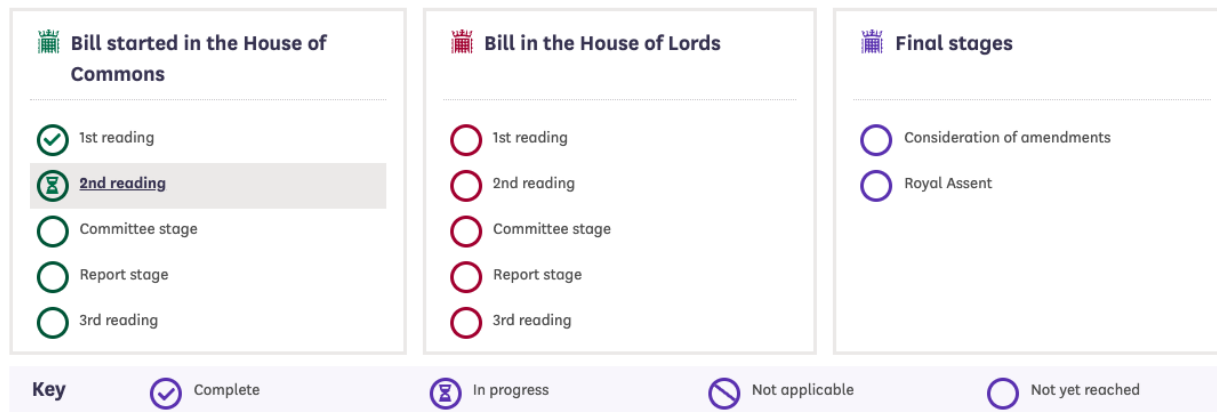 Bill started in the House of
Commons
1st reading
2nd reading
Committee stage
Report stage
3rd reading
Bill in the House of Lords
1st reading
2nd reading
Committee stage
Report stage
3rd reading
Final stages
Consideration of amendments
Royal Assent
Key
Complete
In progress
Not applicable
Not yet reached